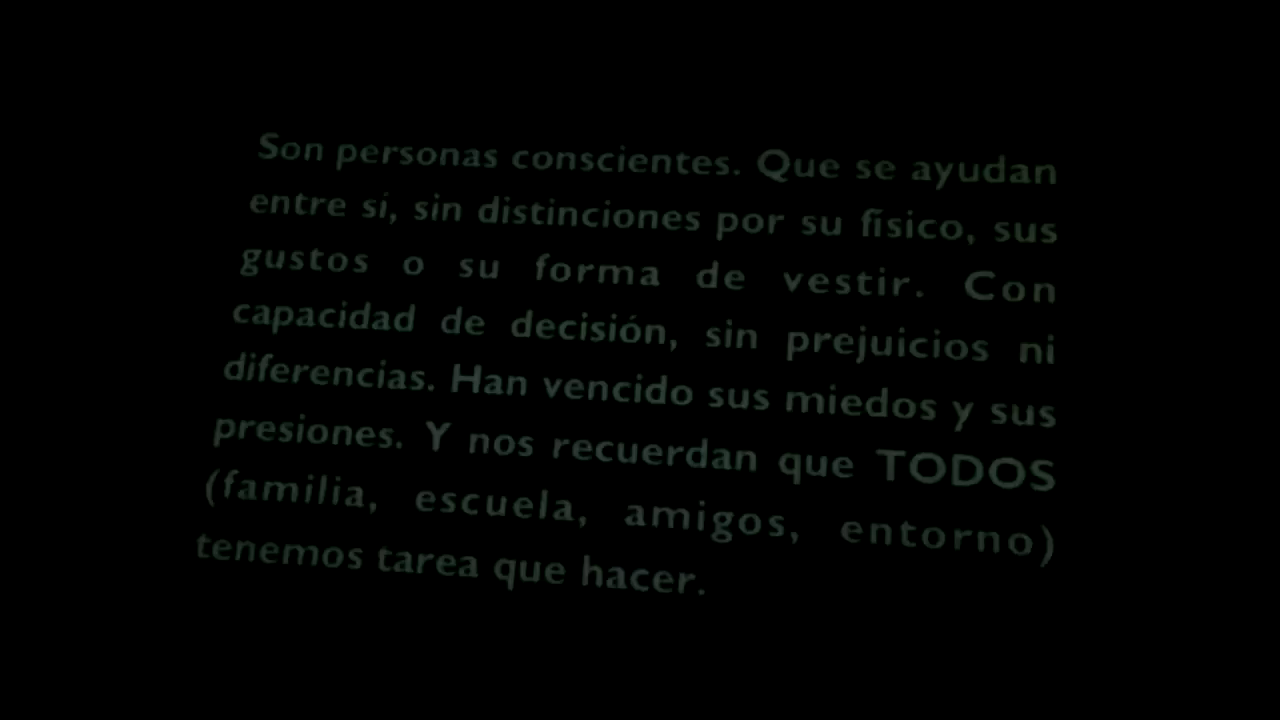 Son personas conscientes. Que se ayudan
entre si, sin distinciones por su físico, sus
gustos o su forma de vestir. Con
capacidad de decisión, sin prejuicios ni
diferencias. Han vencido sus miedos y sus
presiones. Y nos recuerdan que TODOS
(familia, escuela, amigos, entorno)
tenemos tarea que hacer.